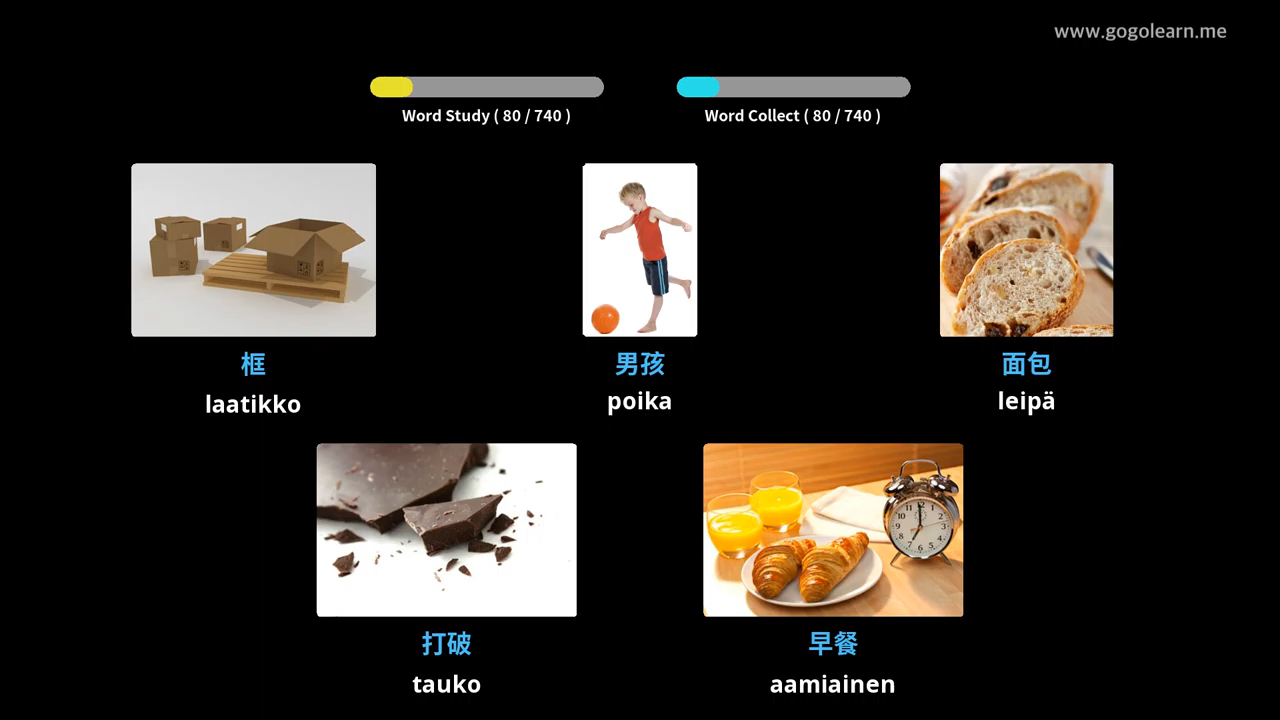 www.gogolearn.me
Word Study ( 80 / 740 )
Word Collect ( 80 / 740 )
框
laatikko
男孩
poika
面包
leipä
打破
tauko
早餐
aamiainen